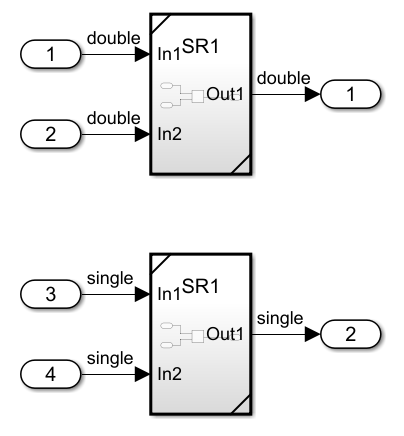 double
1
In1
SR1
double
Out1
1
double
2
In2
single
3
In1
SR1
single
Out1
2
single
4
In2